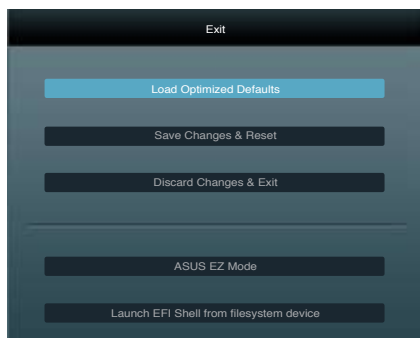 Exit
Load Optimized Defaults
Save Changes & Reset
Discard Changes & Exit
ASUS EZ Mode
Launch EFI Shell from filesystem device